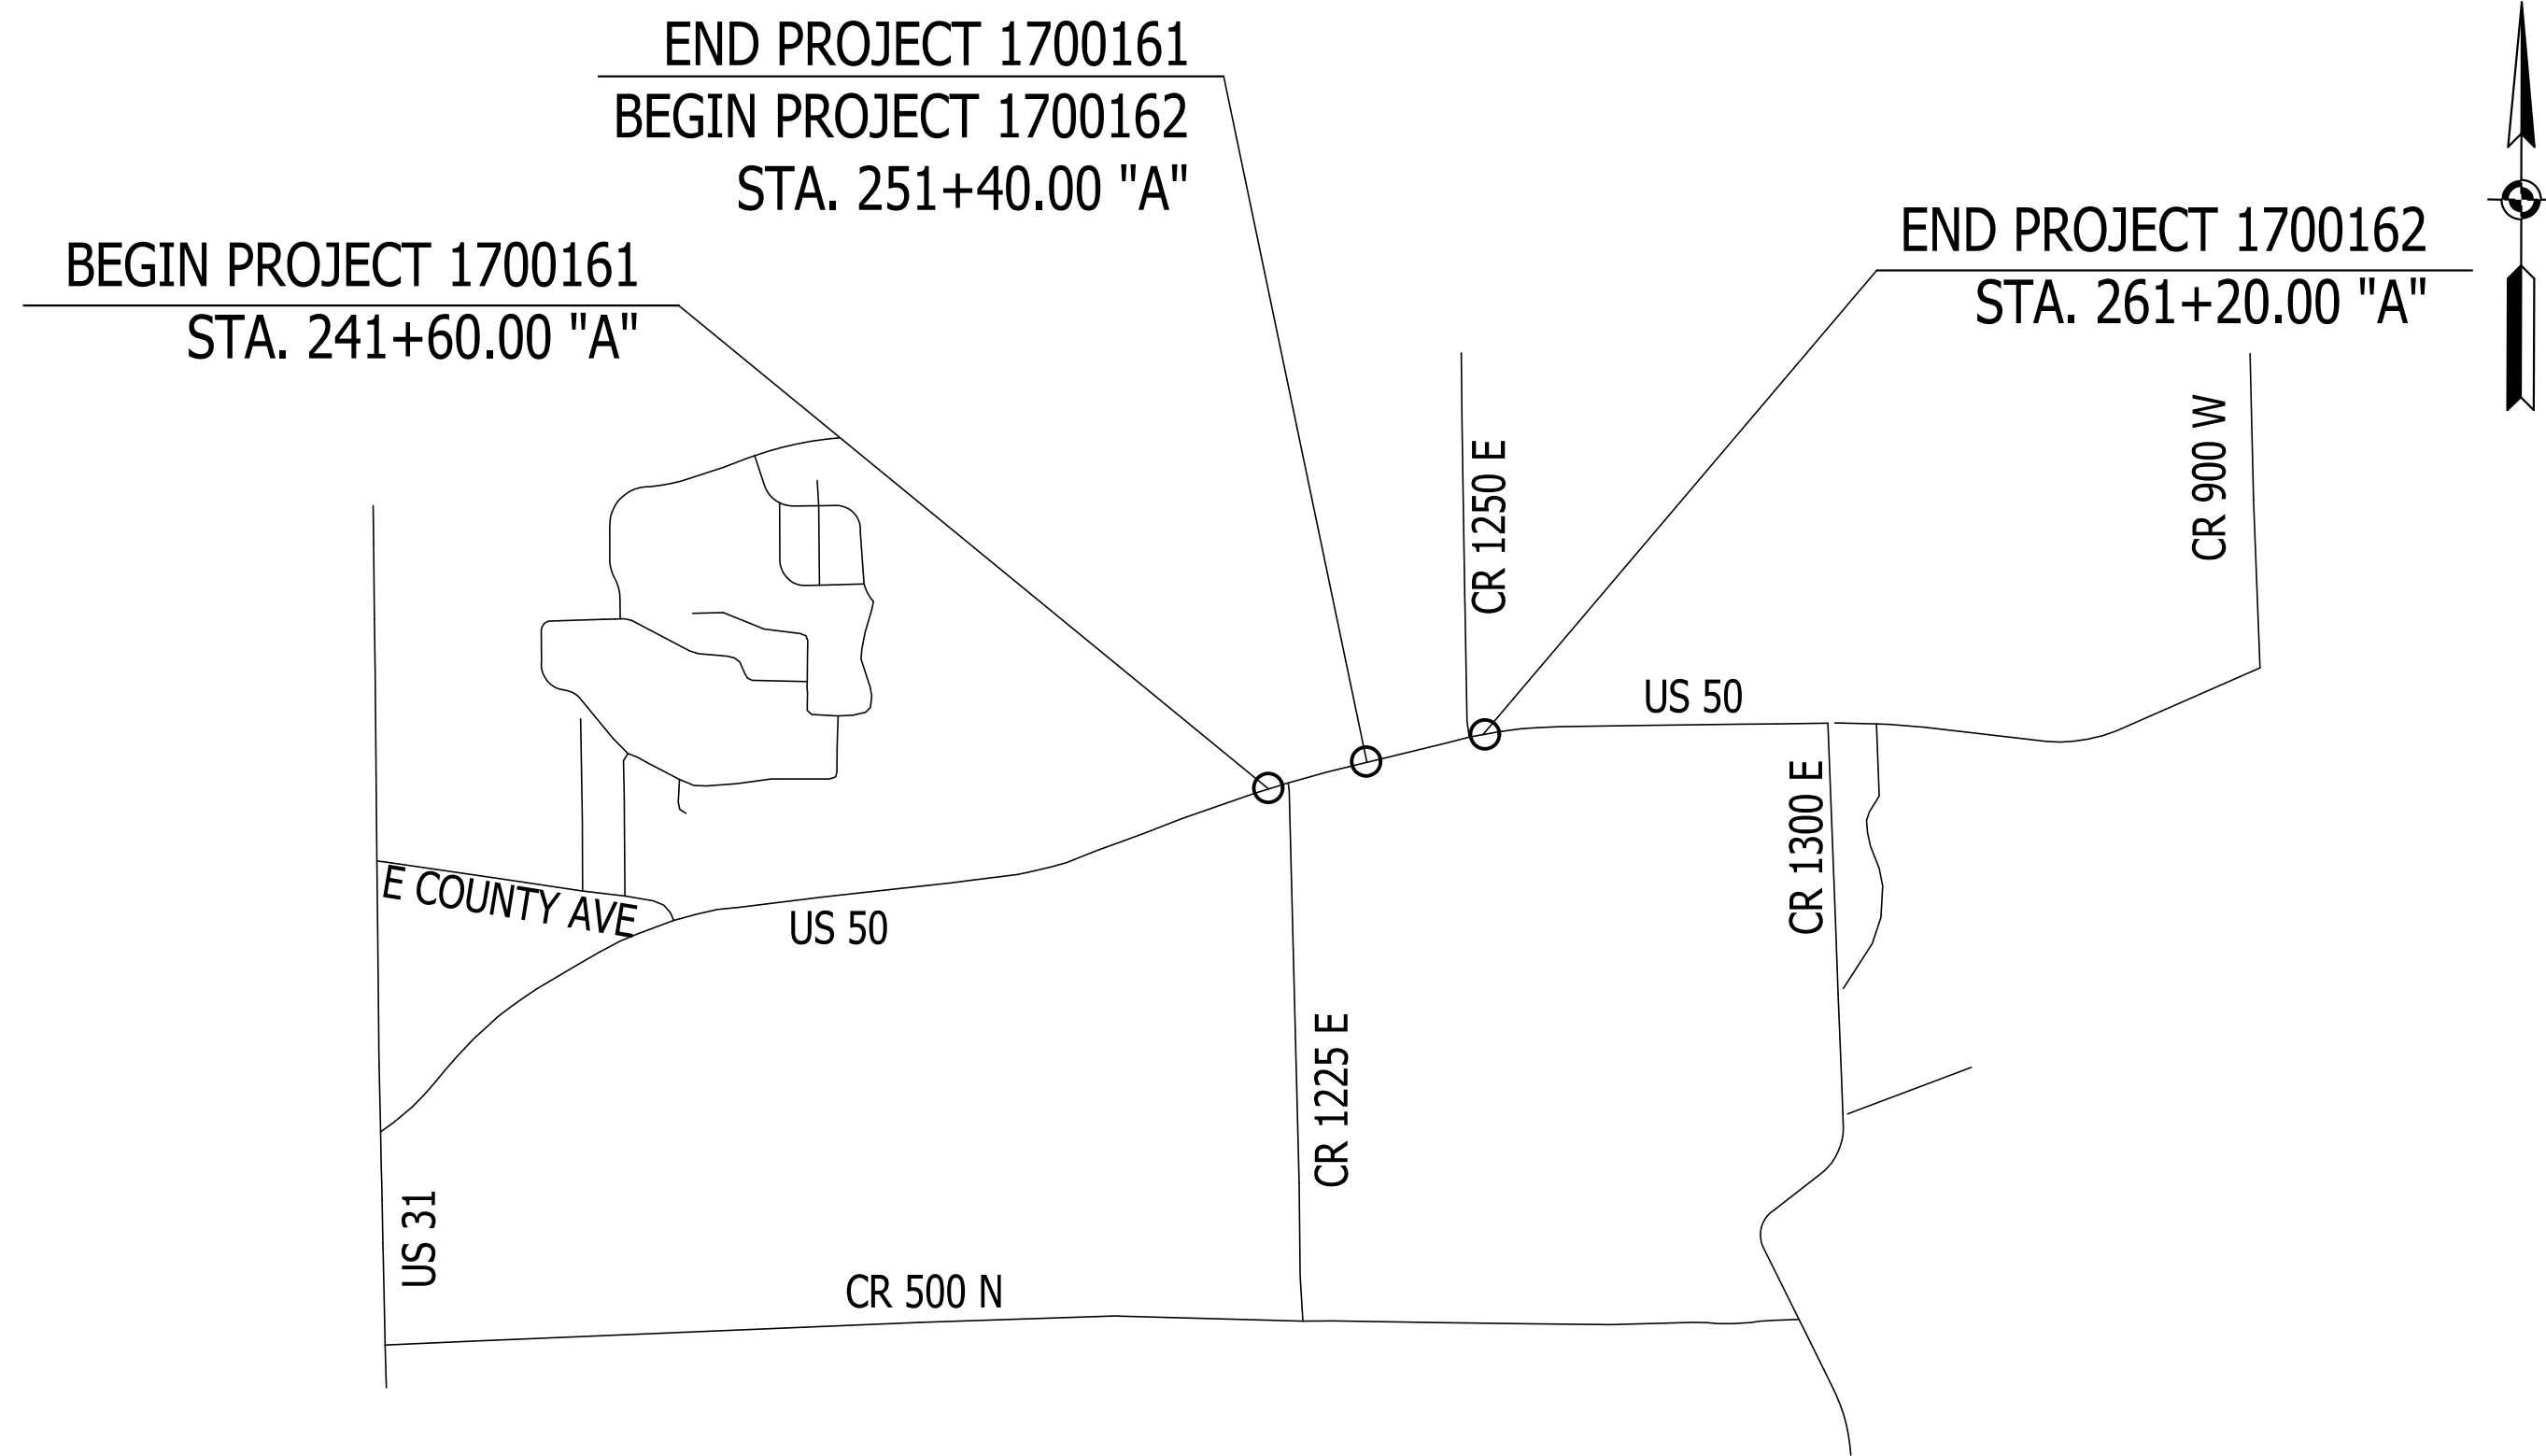 END PROJECT 1700161
BEGIN PROJECT 1700162
STA. 251+40.00 "A"
BEGIN PROJECT 1700161
STA. 241+60.00 "A"
END PROJECT 1700162
STA. 261+20.00 "A"
CR 1250 E
CR 900 W
US 50
CR 1300 E
E COUNTY AVE
US 50
CR 1225 E
US 31
CR 500 N